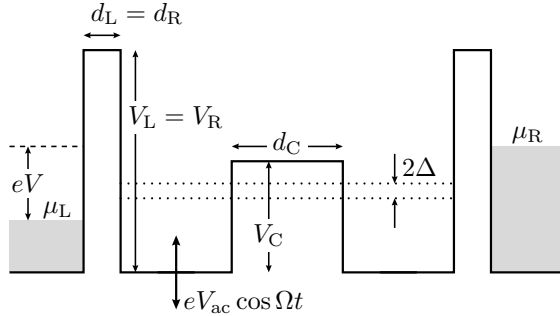 d_L = d_R
V_L = V_R
d_C
μ_R
2Δ
eV
μ_L
V_C
eV_ac cos Ωt